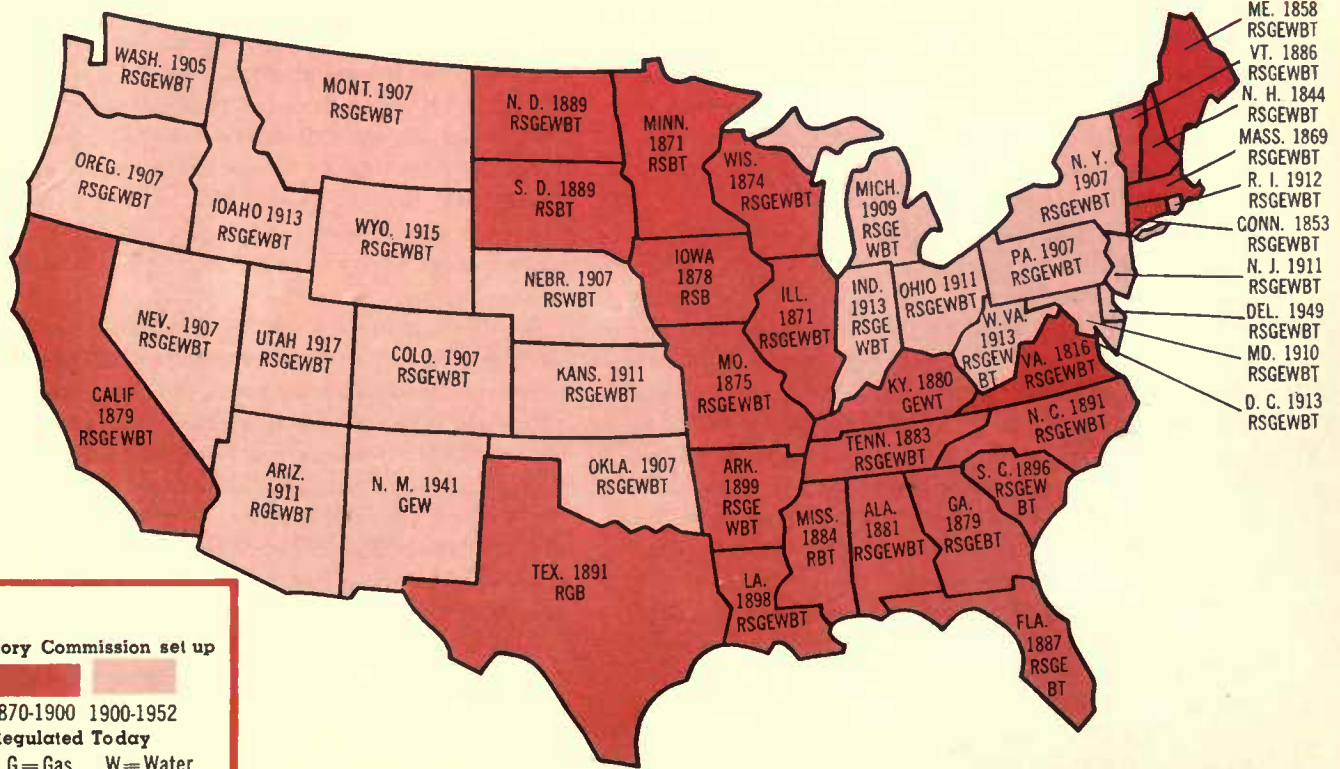 WASH. 1905
RSGEWBT
MONT. 1907
RSGEWBT
N. D. 1889
RSGEWBT
MINN.
1871
RSBT
OREG. 1907
RSGEWBT
IOAHO 1913
RSGEWBT
WYO. 1915
RSGEWBT
S. D. 1889
RSBT
WIS.
1874
RSGEWBT
MICH.
1909
RSGE
WBT
N. Y.
1907
RSGEWBT
ME. 1858
RSGEWBT
VT. 1886
RSGEWBT
N. H. 1844
RSGEWBT
MASS. 1869
RSGEWBT
R. I. 1912
RSGEWBT
CONN. 1853
RSGEWBT
N. J. 1911
RSGEWBT
DEL. 1949
RSGEWBT
MD. 1910
RSGEWBT
D. C. 1913
RSGEWBT
CALIF
1879
RSGEWBT
NEV. 1907
RSGEWBT
UTAH 1917
RSGEWBT
COLO. 1907
RSGEWBT
NEBR. 1907
RSWBT
KANS. 1911
RSGEWBT
IOWA
1878
RSB
MO.
1875
RSGEWBT
ILL.
1871
RSGEWBT
IND.
1913
RSGE
WBT
OHIO 1911
RSGEWBT
PA. 1907
RSGEWBT
W. VA.
1913
RSGEW
BT
VA. 1816
RSGEWBT
KY. 1880
GEWT
N. C. 1891
RSGEWBT
TENN. 1883
RSGEWBT
S. C. 1896
RSGEW
BT
ARIZ.
1911
RGEWBT
N. M. 1941
GEW
OKLA. 1907
RSGEWBT
ARK.
1899
RSGE
WBT
TEX. 1891
RGB
LA.
1898
RSGEWBT
MISS.
1884
RBT
ALA.
1881
RSGEWBT
GA.
1879
RSGEBT
FLA.
1887
RSGE
BT
ory Commission set up
870-1900 1900-1952
egulated Today
G=Gas W=Water